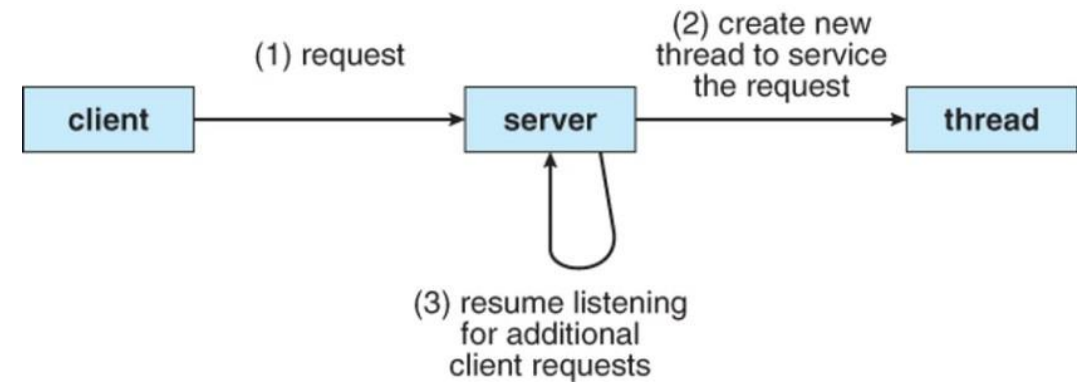 (1) request
(2) create new
thread to service
the request
client
server
thread
(3) resume listening
for additional
client requests